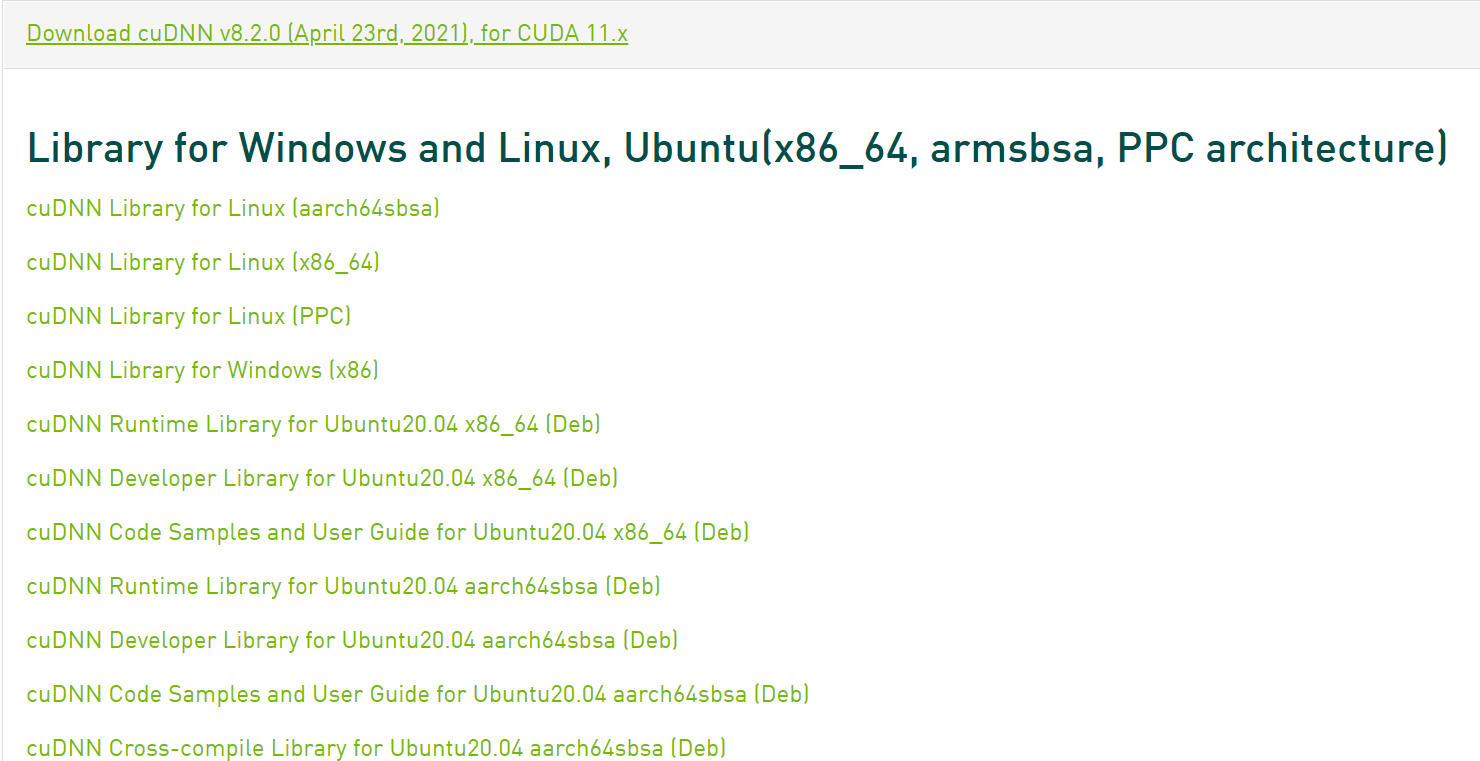 Download cuDNN v8.2.0 (April 23rd, 2021), for CUDA 11.x
Library for Windows and Linux, Ubuntu(x86_64, armsbsa, PPC architecture)
cuDNN Library for Linux (aarch64sbsa)
cuDNN Library for Linux (x86_64)
cuDNN Library for Linux (PPC)
cuDNN Library for Windows (x86)
cuDNN Runtime Library for Ubuntu20.04 x86_64 (Deb)
cuDNN Developer Library for Ubuntu20.04 x86_64 (Deb)
cuDNN Code Samples and User Guide for Ubuntu20.04 x86_64 (Deb)
cuDNN Runtime Library for Ubuntu20.04 aarch64sbsa (Deb)
cuDNN Developer Library for Ubuntu20.04 aarch64sbsa (Deb)
cuDNN Code Samples and User Guide for Ubuntu20.04 aarch64sbsa (Deb)
cuDNN Cross-compile Library for Ubuntu20.04 aarch64sbsa (Deb)